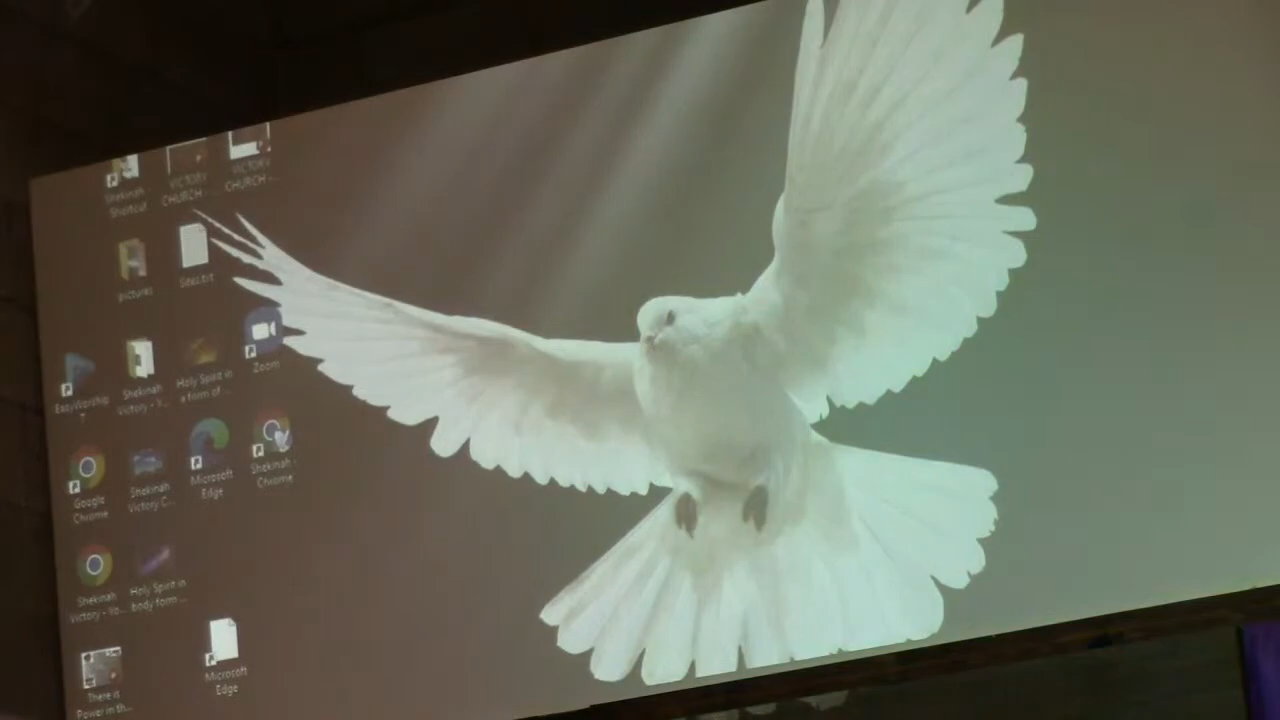 Shekinah
Shortcut
VICTORY
CHURCH -...
VICTORY
CHURCH -...
pictures
Sites.txt
EasyWorship
7
Shekinah
Victory - V...
Holy Spirit in
a form of ...
Zoom
Google
Chrome
Shekinah
Victory C...
Microsoft
Edge
Shekinah -
Chrome
Shekinah
Victory - Yo...
Holy Spirit in
body form ...
There is
Power in th...
Microsoft
Edge